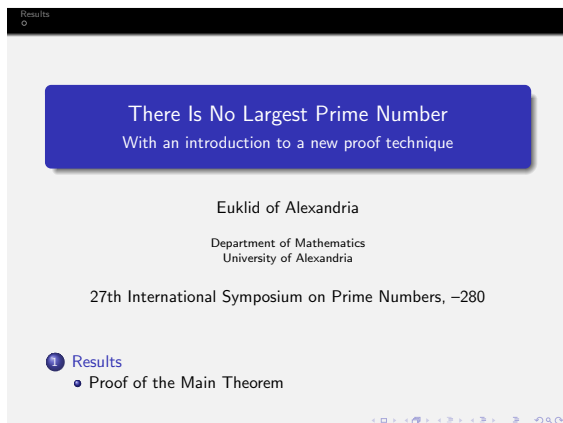 Results
There Is No Largest Prime Number
With an introduction to a new proof technique
Euklid of Alexandria
Department of Mathematics
University of Alexandria
27th International Symposium on Prime Numbers, –280
1 Results
Proof of the Main Theorem